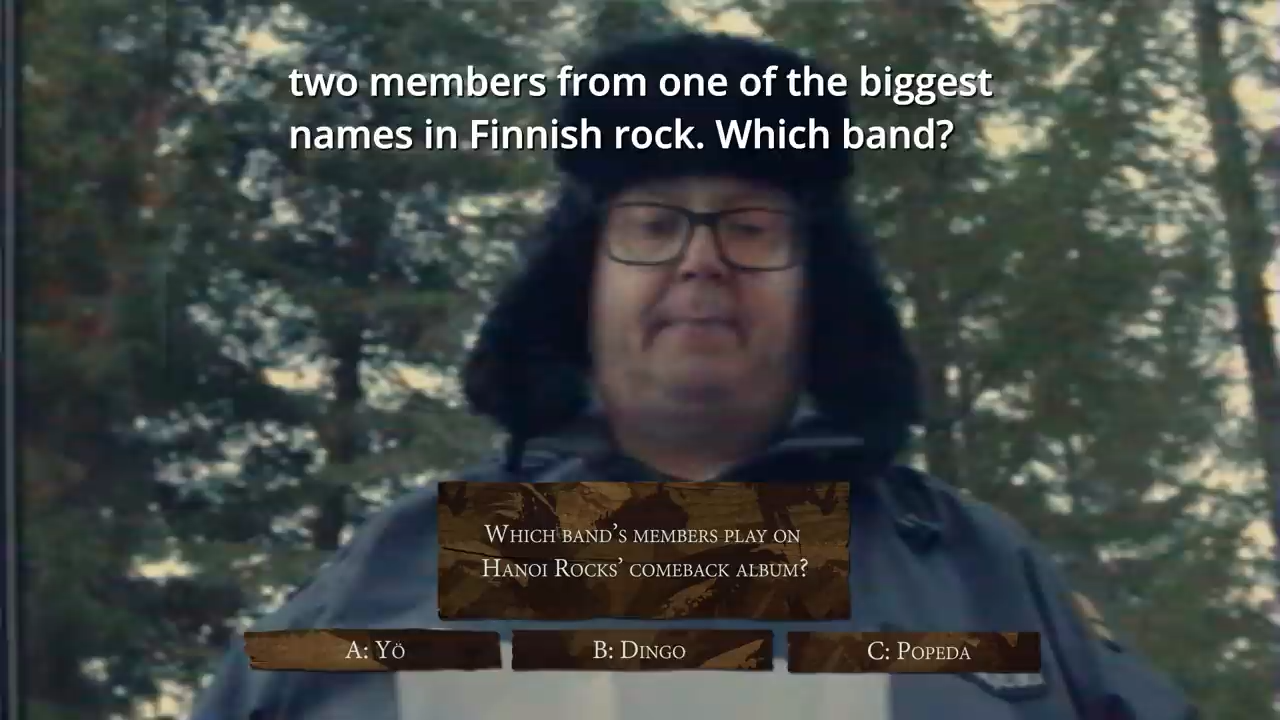 two members from one of the biggest
names in Finnish rock. Which band?
Which band's members play on
Hanoi Rocks' comeback album?
A: Yö
B: Dingo
C: Popeda